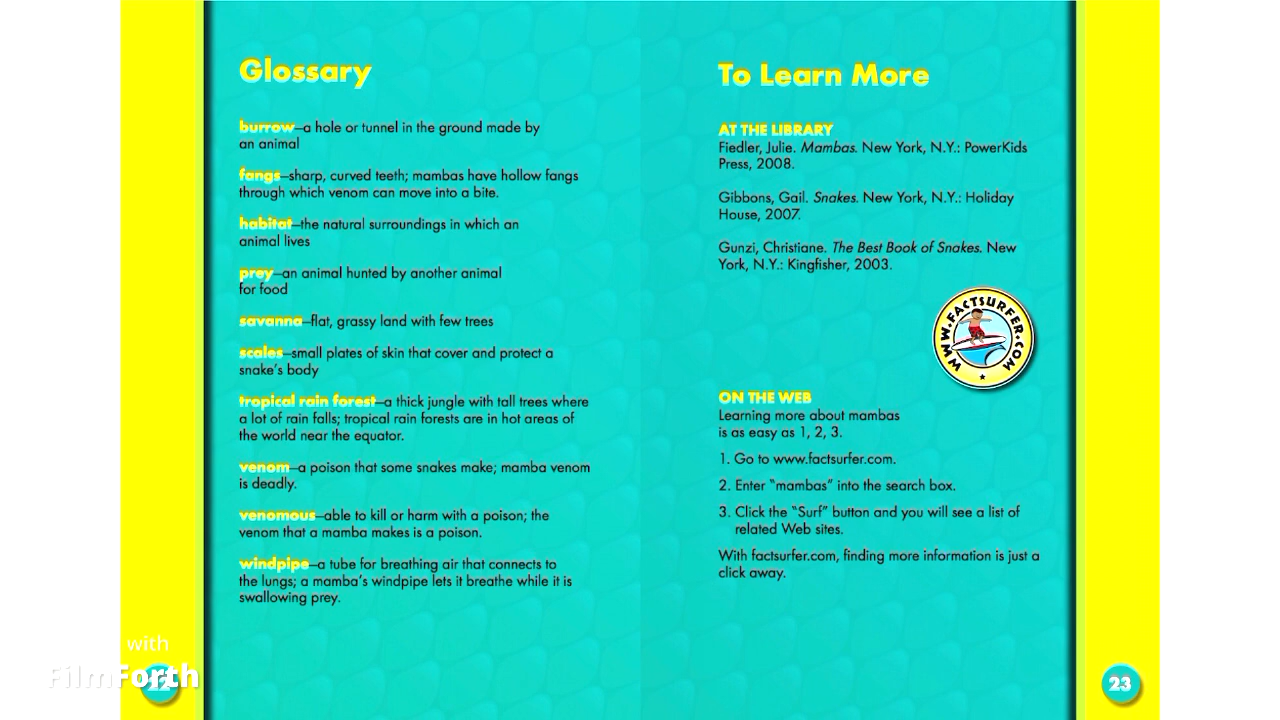 Glossary
burrow–a hole or tunnel in the ground made by
an animal
fangs–sharp, curved teeth; mambas have hollow fangs
through which venom can move into a bite.
habitat–the natural surroundings in which an
animal lives
prey–an animal hunted by another animal
for food
savanna–flat, grassy land with few trees
scales–small plates of skin that cover and protect a
snake's body
tropical rain forest–a thick jungle with tall trees where
a lot of rain falls; tropical rain forests are in hot areas of
the world near the equator.
venom–a poison that some snakes make; mamba venom
is deadly.
venomous–able to kill or harm with a poison; the
venom that a mamba makes is a poison.
windpipe–a tube for breathing air that connects to
the lungs; a mamba's windpipe lets it breathe while it is
swallowing prey.
with
FilmForth
22
To Learn More
AT THE LIBRARY
Fiedler, Julie. Mambas. New York, N.Y.: PowerKids
Press, 2008.
Gibbons, Gail. Snakes. New York, N.Y.: Holiday
House, 2007.
Gunzi, Christiane. The Best Book of Snakes. New
York, N.Y.: Kingfisher, 2003.
WWW.FACTSURFER.COM
ON THE WEB
Learning more about mambas
is as easy as 1, 2, 3.
1. Go to www.factsurfer.com.
2. Enter "mambas" into the search box.
3. Click the "Surf" button and you will see a list of
related Web sites.
With factsurfer.com, finding more information is just a
click away.
23